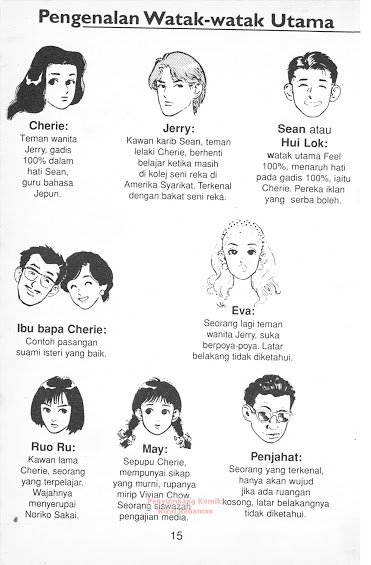 Pengenalan Watak-watak Utama
Cherie:
Teman wanita
Jerry, gadis
100% dalam
hati Sean,
guru bahasa
Jepun.
Jerry:
Kawan karib Sean, teman
lelaki Cherie, berhenti
belajar ketika masih
di kolej seni reka di
Amerika Syarikat. Terkenal
dengan bakat seni reka.
Sean atau
Hui Lok:
watak utama Feel
100%, menaruh hati
pada gadis 100%, iaitu
Cherie. Pereka iklan
yang serba boleh.
Ibu bapa Cherie:
Contoh pasangan
suami isteri yang baik.
Eva:
Seorang lagi teman
wanita Jerry, suka
berpoya-poya. Latar
belakang tidak diketahui.
Ruo Ru:
Kawan lama
Cherie, seorang
yang terpelajar.
Wajahnya
menyerupai
Noriko Sakai.
May:
Sepupu Cherie,
mempunyai sikap
yang murni, rupanya
mirip Vivian Chow.
Seorang siswazah
pengajian media.
Penjahat:
Seorang yang terkenal,
hanya akan wujud
jika ada ruangan
kosong, latar belakangnya
tidak diketahui.
Penyumbang Komik
Rizal Rahaman
15